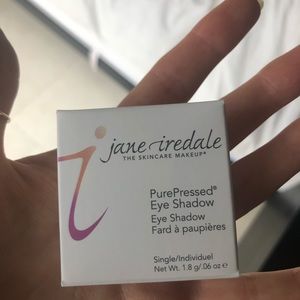 jane iredale
THE SKINCARE MAKEUP®
PurePressed®
Eye Shadow
Eye Shadow
Fard à paupières
Single/Individuel
Net Wt. 1.8 g/.06 oz e